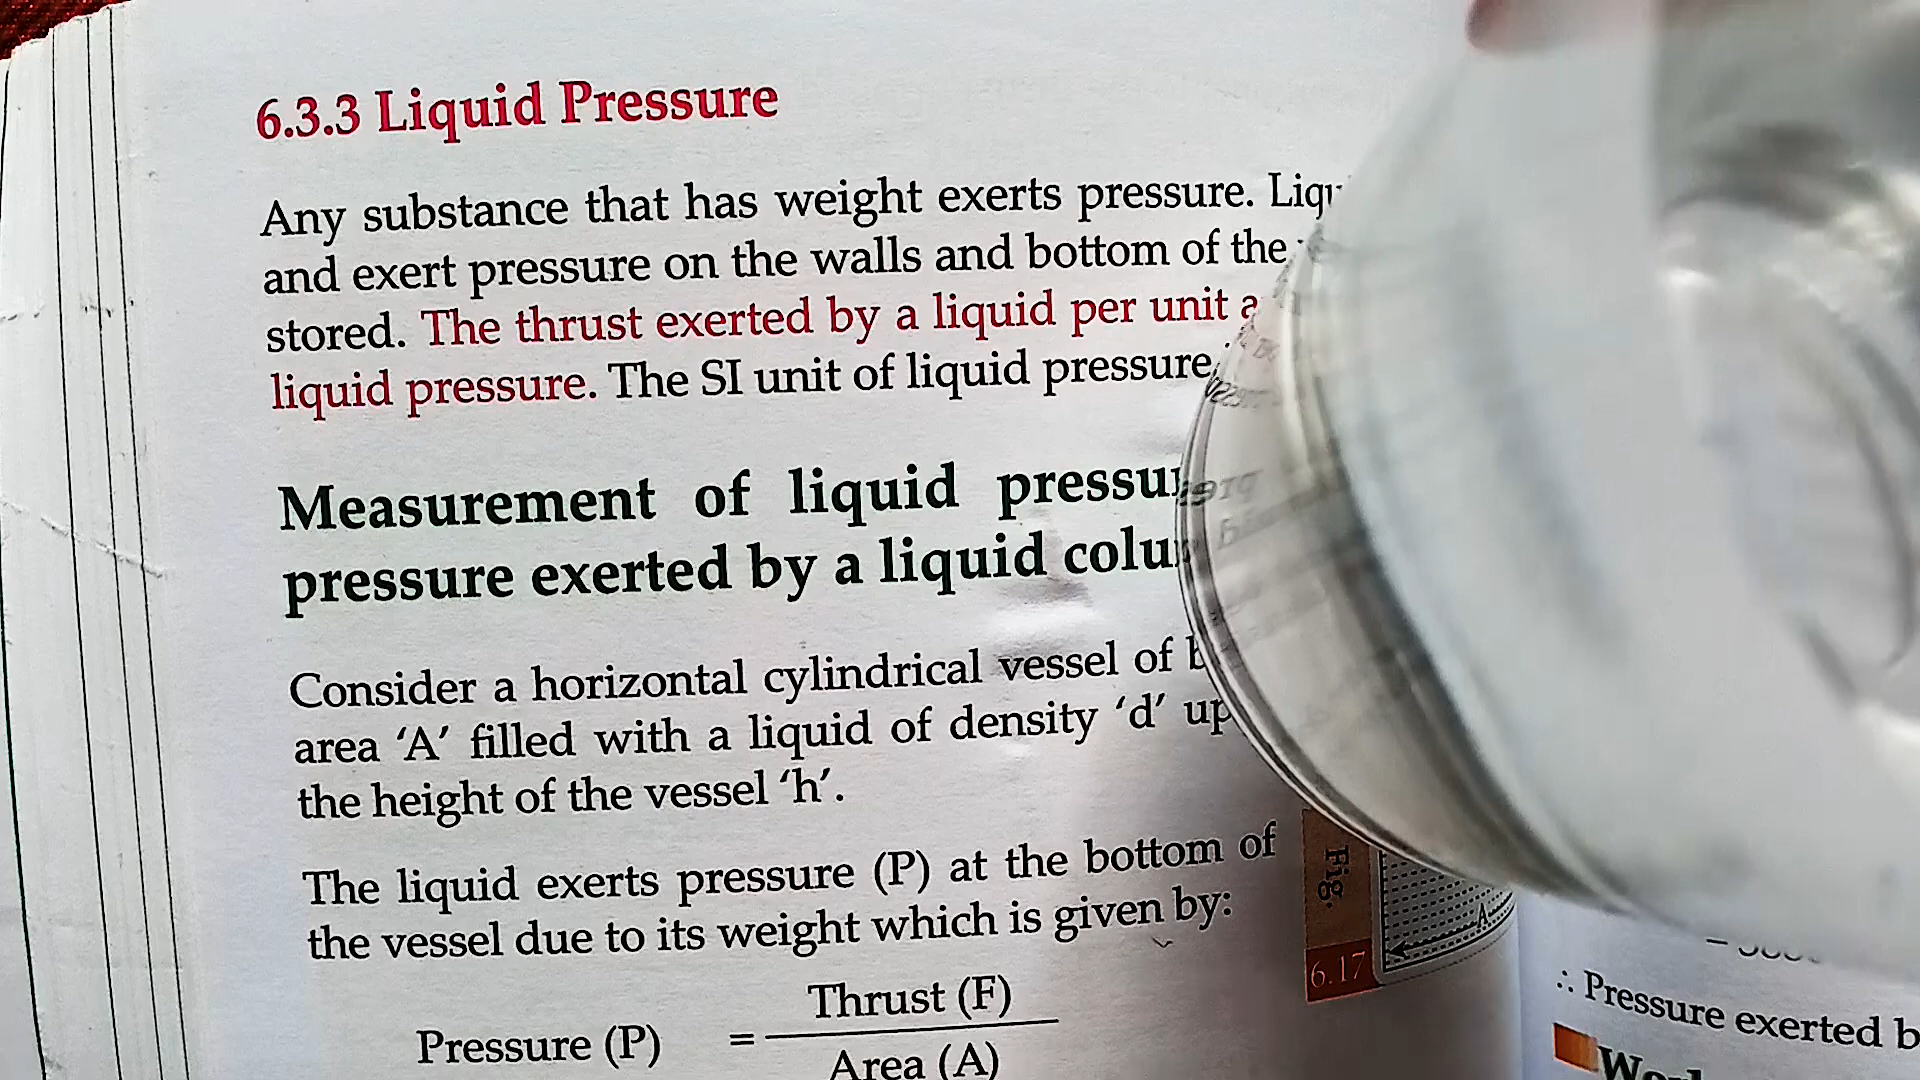 6.3.3 Liquid Pressure
Any substance that has weight exerts pressure.
and exert pressure on the walls and bottom of the
stored. The thrust exerted by a liquid per unit
liquid pressure. The SI unit of liquid pressure
Measurement of liquid
pressure exerted by a liquid
Consider a horizontal cylindrical vessel of
area ‘A’ filled with a liquid of density ‘d’ up
the height of the vessel ‘h’.
The liquid exerts pressure (P) at the bottom of
the vessel due to its weight which is given by:
Pressure (P) = Thrust (F)
Area (A)
Fig.
6.17
A
∴ Pressure exerted